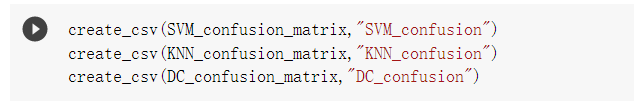 create_csv(SVM_confusion_matrix,"SVM_confusion")
create_csv(KNN_confusion_matrix,"KNN_confusion")
create_csv(DC_confusion_matrix,"DC_confusion")